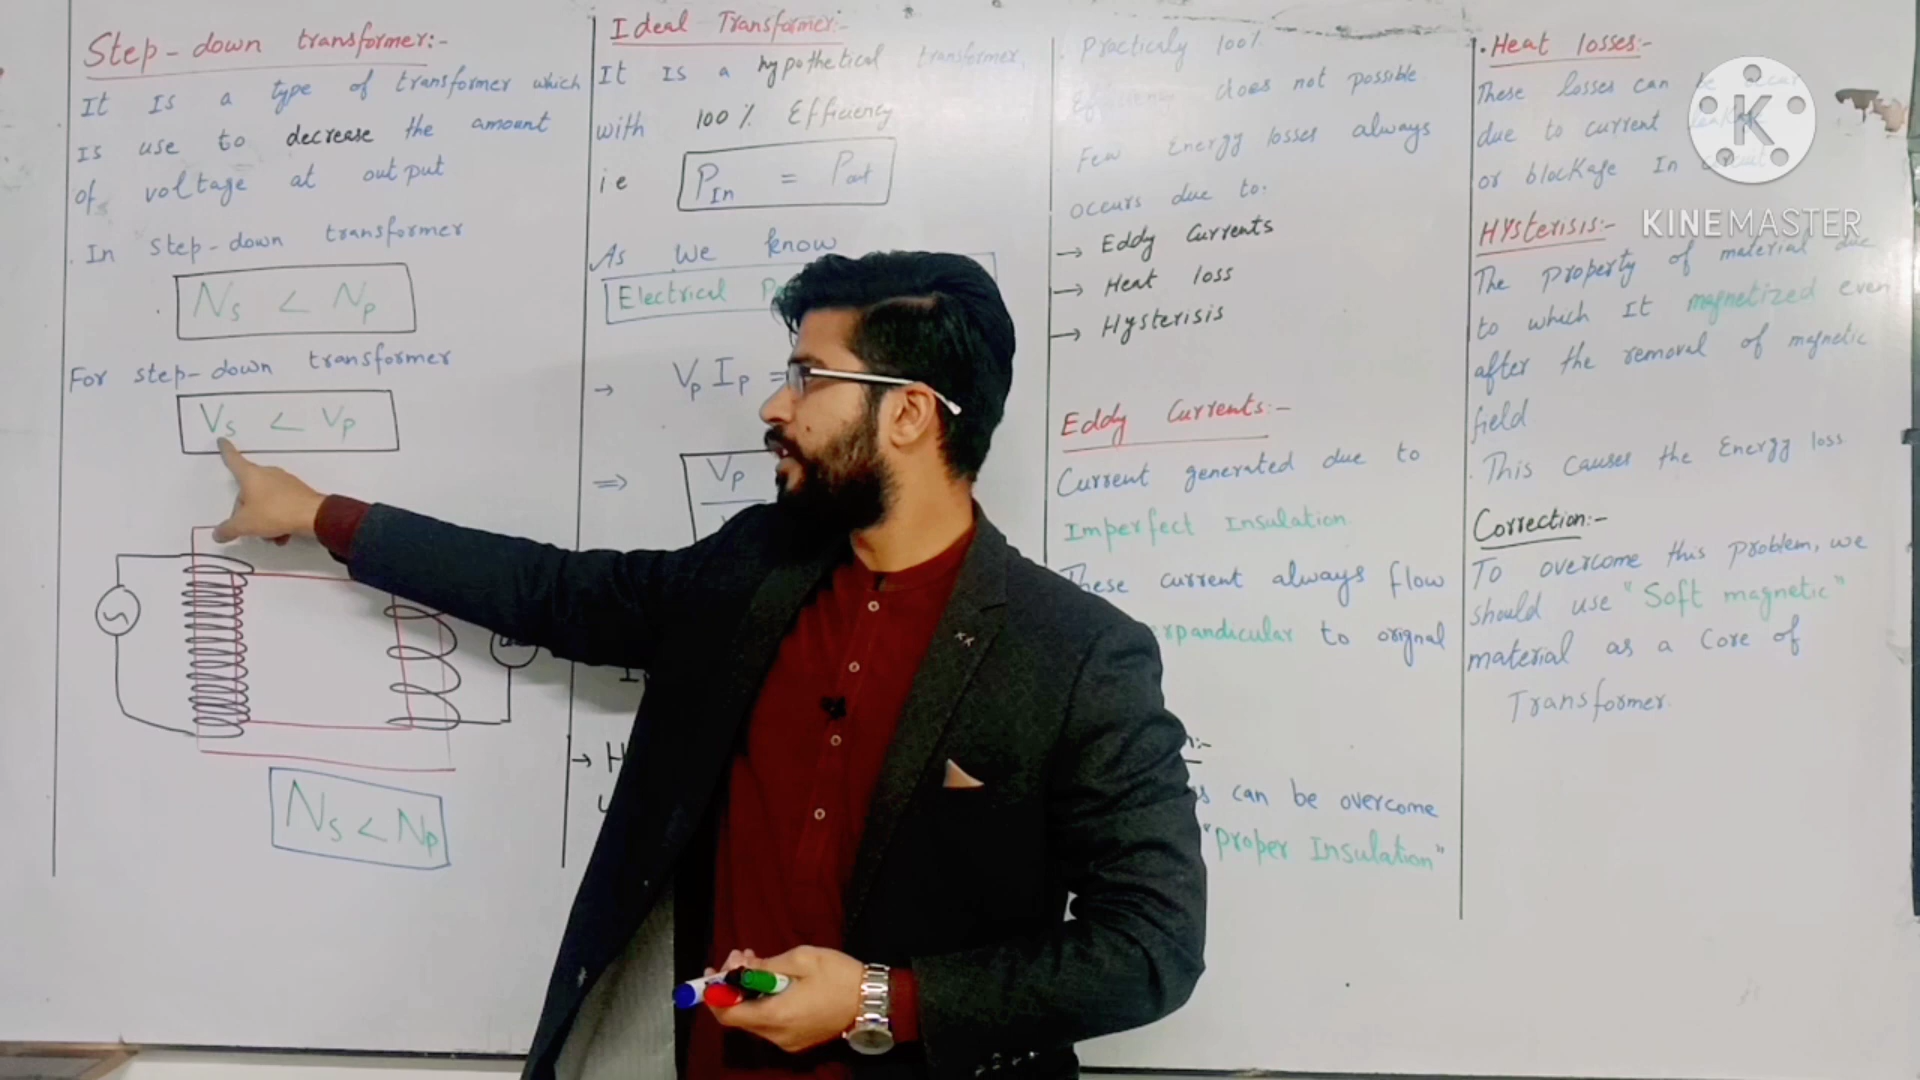 Step-down transformer:-
It Is a type of transformer which
Is use to decrease the amount
of voltage at output
. In step-down transformer
Ns < Np
For step-down transformer
Vs < Vp
Ns < Np
Ideal Transformer:-
It Is a hypothetical transformer,
with 100% Efficiency
ie PIn = Pout
As we know
Electrical
→ Vp Ip =
⇒ Vp
→
. Practicaly 100%
Efficiency does not possible
Few Energy losses always
occurs due to:
→ Eddy Currents
→ Heat loss
→ Hysterisis
Eddy Currents:-
Current generated due to
Imperfect Insulation
These current always flow
to orignal
can be overcome
"Proper Insulation"
. Heat losses:-
These losses can be occur
due to current
or blockage In
Hysterisis:-
The property of material due
to which It magnetized even
after the removal of magnetic
field
. This causes the Energy loss
Correction:-
To overcome this problem, we
should use "Soft magnetic"
material as a core of
Transformer.
K
KINEMASTER